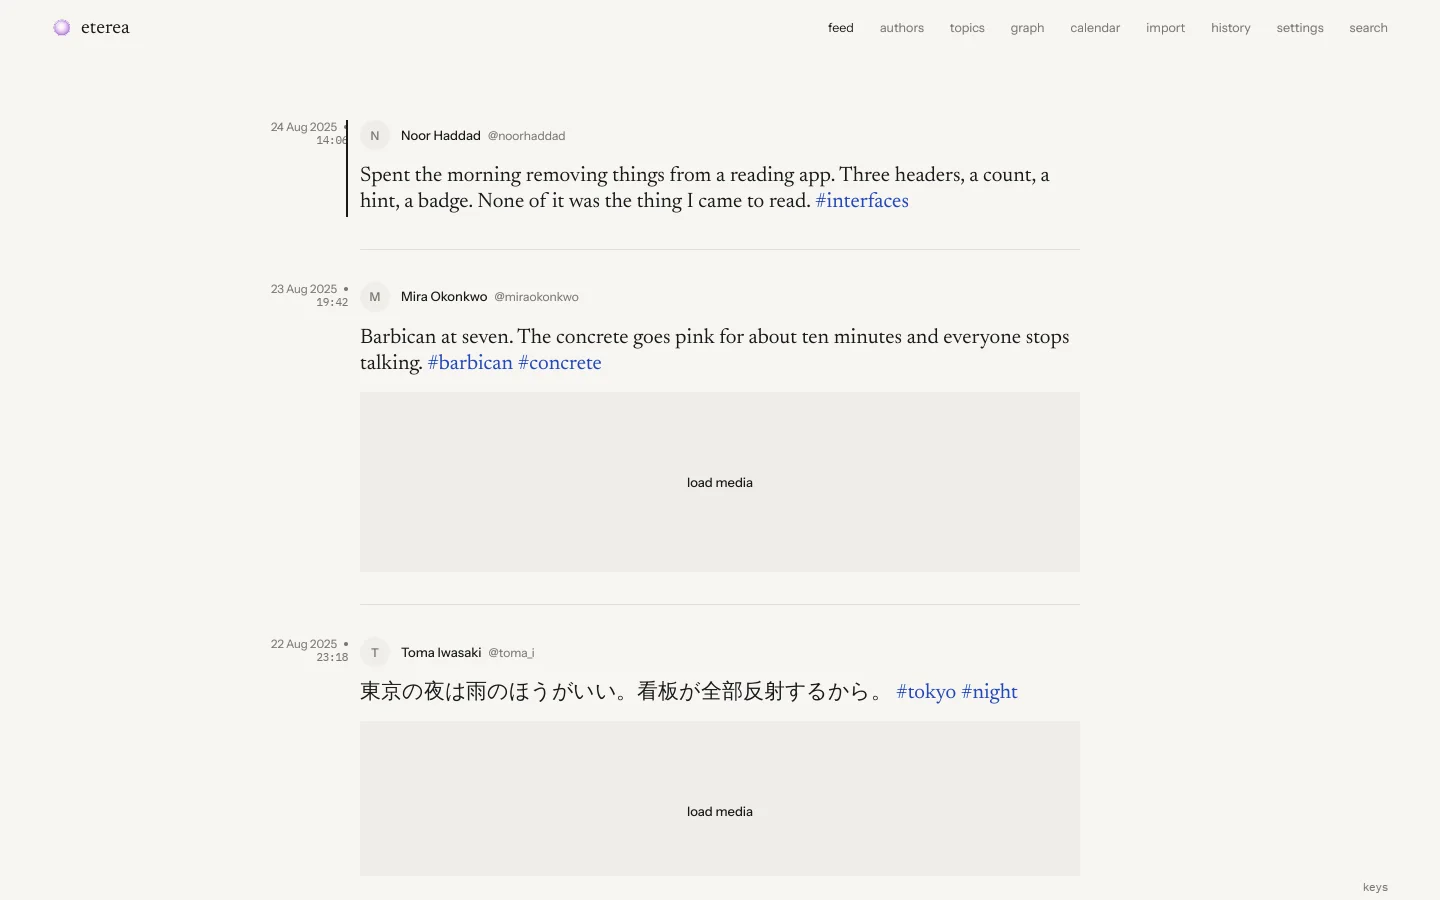 eterea
feed authors topics graph calendar import history settings search
24 Aug 2025 •
14:06
N Noor Haddad @noorhaddad
Spent the morning removing things from a reading app. Three headers, a count, a
hint, a badge. None of it was the thing I came to read. #interfaces
23 Aug 2025 •
19:42
M Mira Okonkwo @miraokonkwo
Barbican at seven. The concrete goes pink for about ten minutes and everyone stops
talking. #barbican #concrete
load media
22 Aug 2025 •
23:18
T Toma Iwasaki @toma_i
東京の夜は雨のほうがいい。看板が全部反射するから。 #tokyo #night
load media
keys